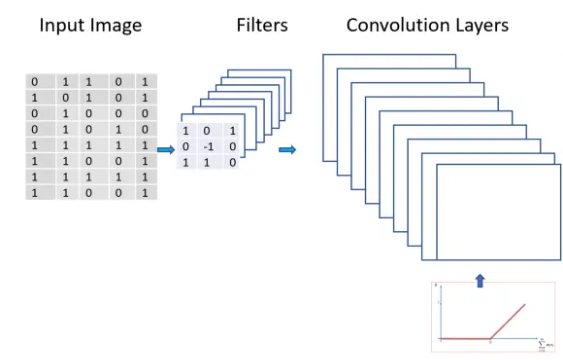 Input Image
Filters
Convolution Layers
0 1 1 0 1
1 0 1 0 1
0 1 0 0 0
0 1 0 1 0
1 1 1 1 1
1 1 0 0 1
1 1 1 1 1
1 1 0 0 1
1 0 1
0 -1 0
1 1 0